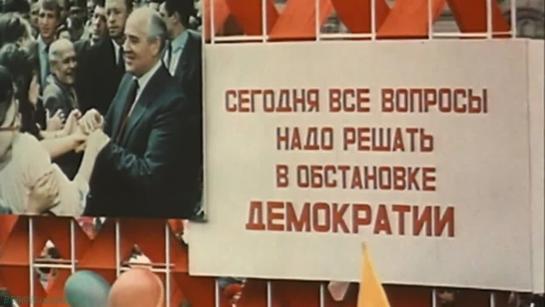 СЕГОДНЯ ВСЕ ВОПРОСЫ
НАДО РЕШАТЬ
В ОБСТАНОВКЕ
ДЕМОКРАТИИ